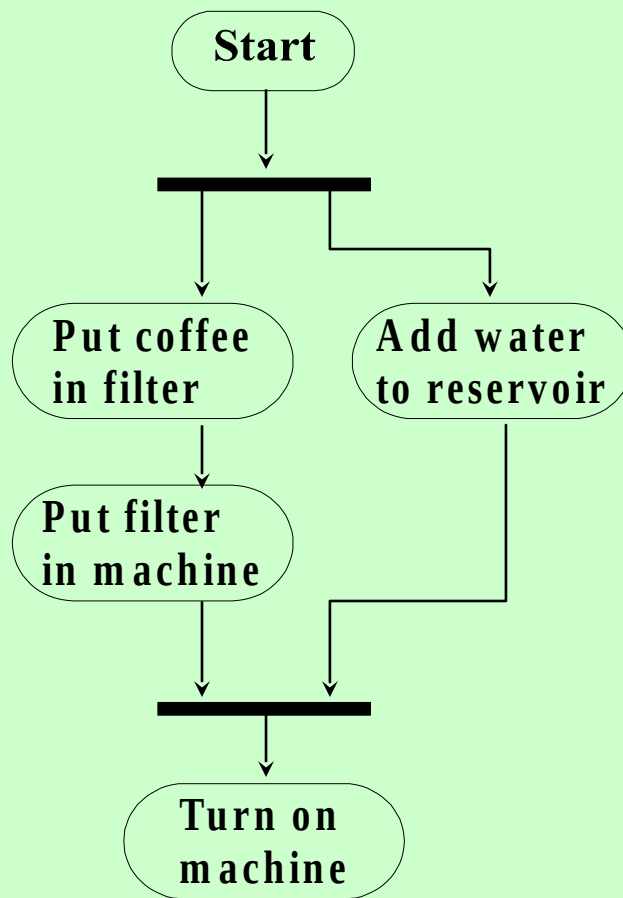 Start
Put coffee
in filter
Add water
to reservoir
Put filter
in machine
Turn on
machine